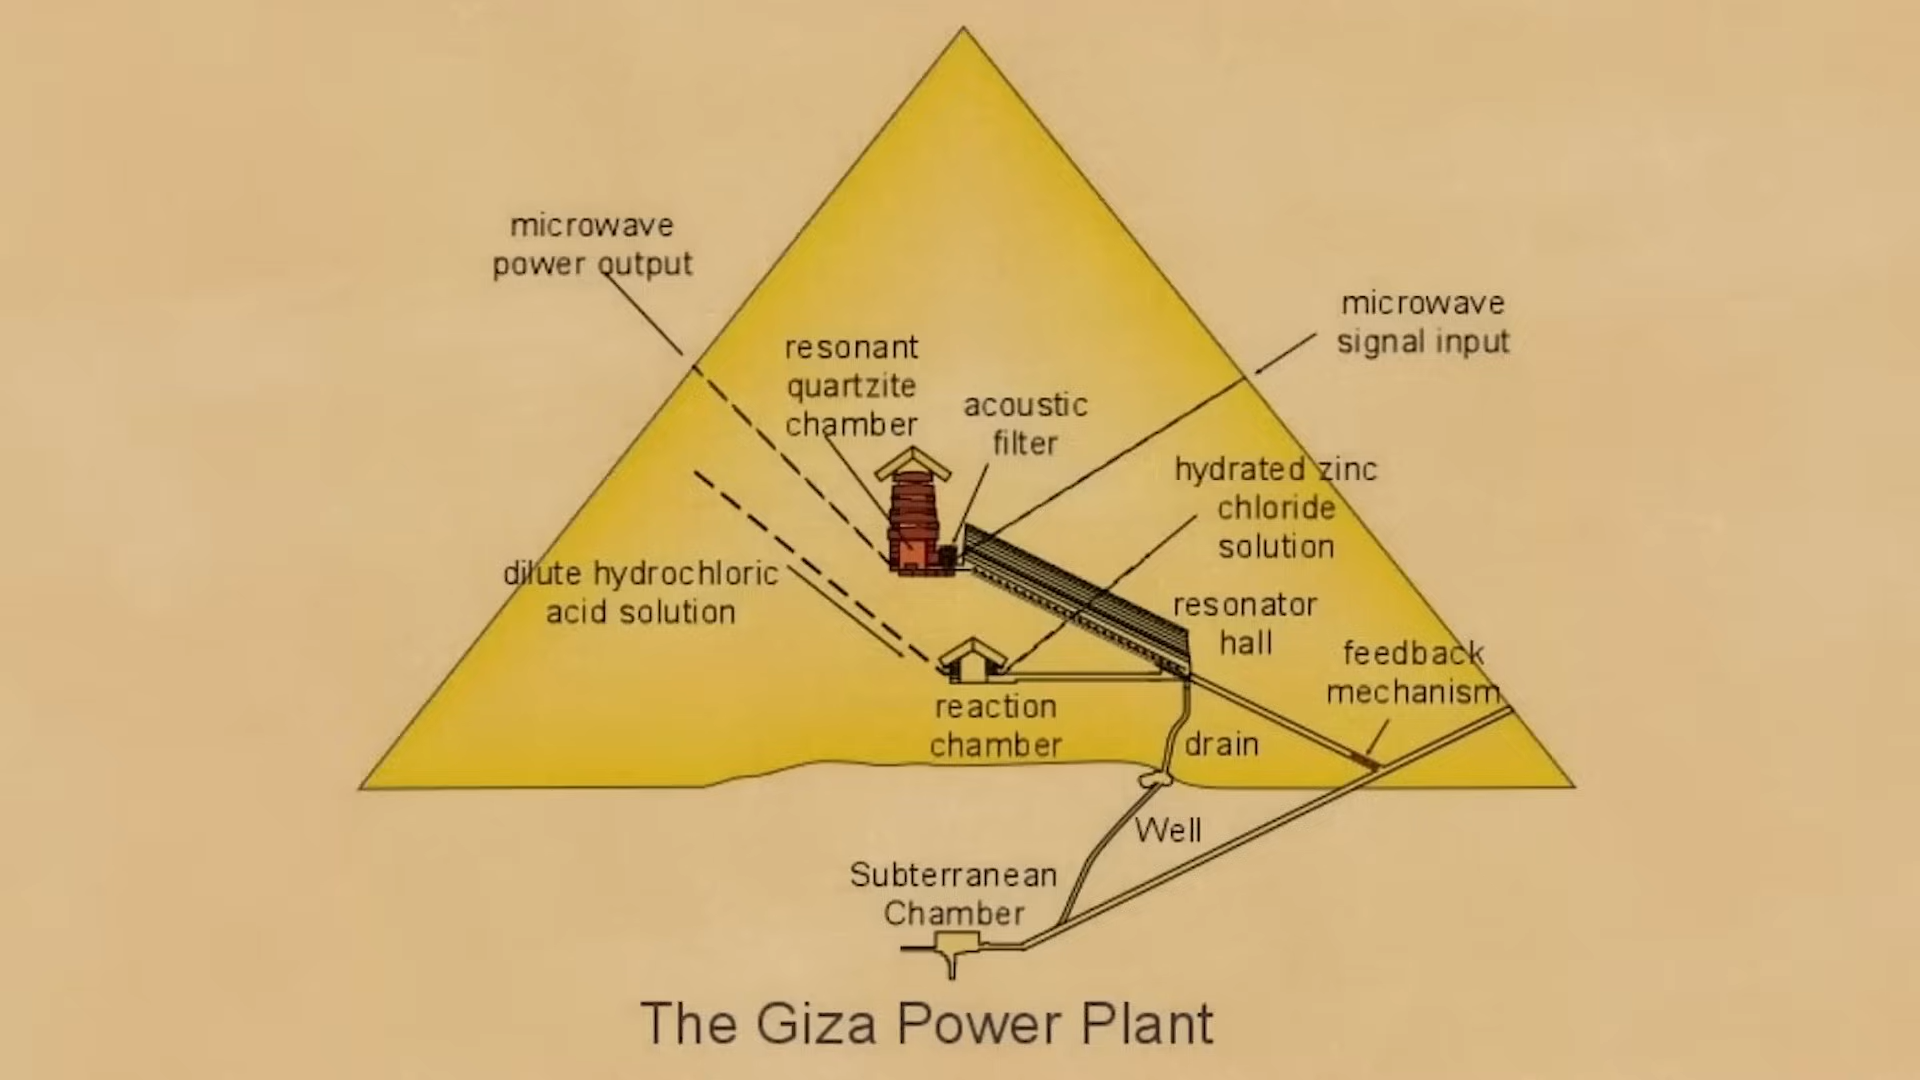 microwave
power output
microwave
signal input
resonant
quartzite
chamber
acoustic
filter
hydrated zinc
chloride
solution
dilute hydrochloric
acid solution
resonator
hall
feedback
mechanism
reaction
chamber
drain
Well
Subterranean
Chamber
The Giza Power Plant